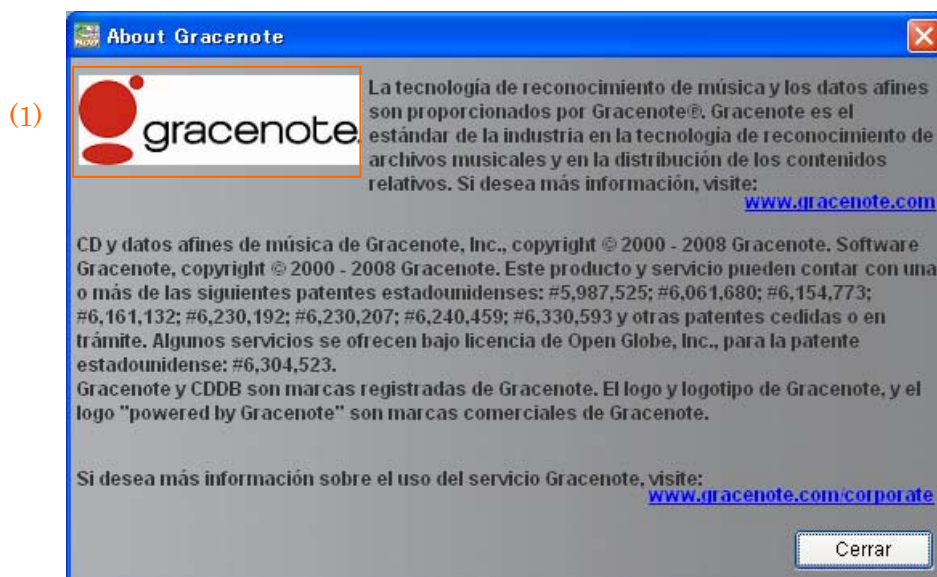 About Gracenote
(1)
gracenote
La tecnología de reconocimiento de música y los datos afines
son proporcionados por Gracenote®. Gracenote es el
estándar de la industria en la tecnología de reconocimiento de
archivos musicales y en la distribución de los contenidos
relativos. Si desea más información, visite:
www.gracenote.com
CD y datos afines de música de Gracenote, Inc., copyright © 2000 - 2008 Gracenote. Software
Gracenote, copyright © 2000 - 2008 Gracenote. Este producto y servicio pueden contar con una
o más de las siguientes patentes estadounidenses: #5,987,525; #6,061,680; #6,154,773;
#6,161,132; #6,230,192; #6,230,207; #6,240,459; #6,330,593 y otras patentes cedidas o en
trámite. Algunos servicios se ofrecen bajo licencia de Open Globe, Inc., para la patente
estadounidense: #6,304,523.
Gracenote y CDDB son marcas registradas de Gracenote. El logo y logotipo de Gracenote, y el
logo "powered by Gracenote" son marcas comerciales de Gracenote.
Si desea más información sobre el uso del servicio Gracenote, visite:
www.gracenote.com/corporate
Cerrar